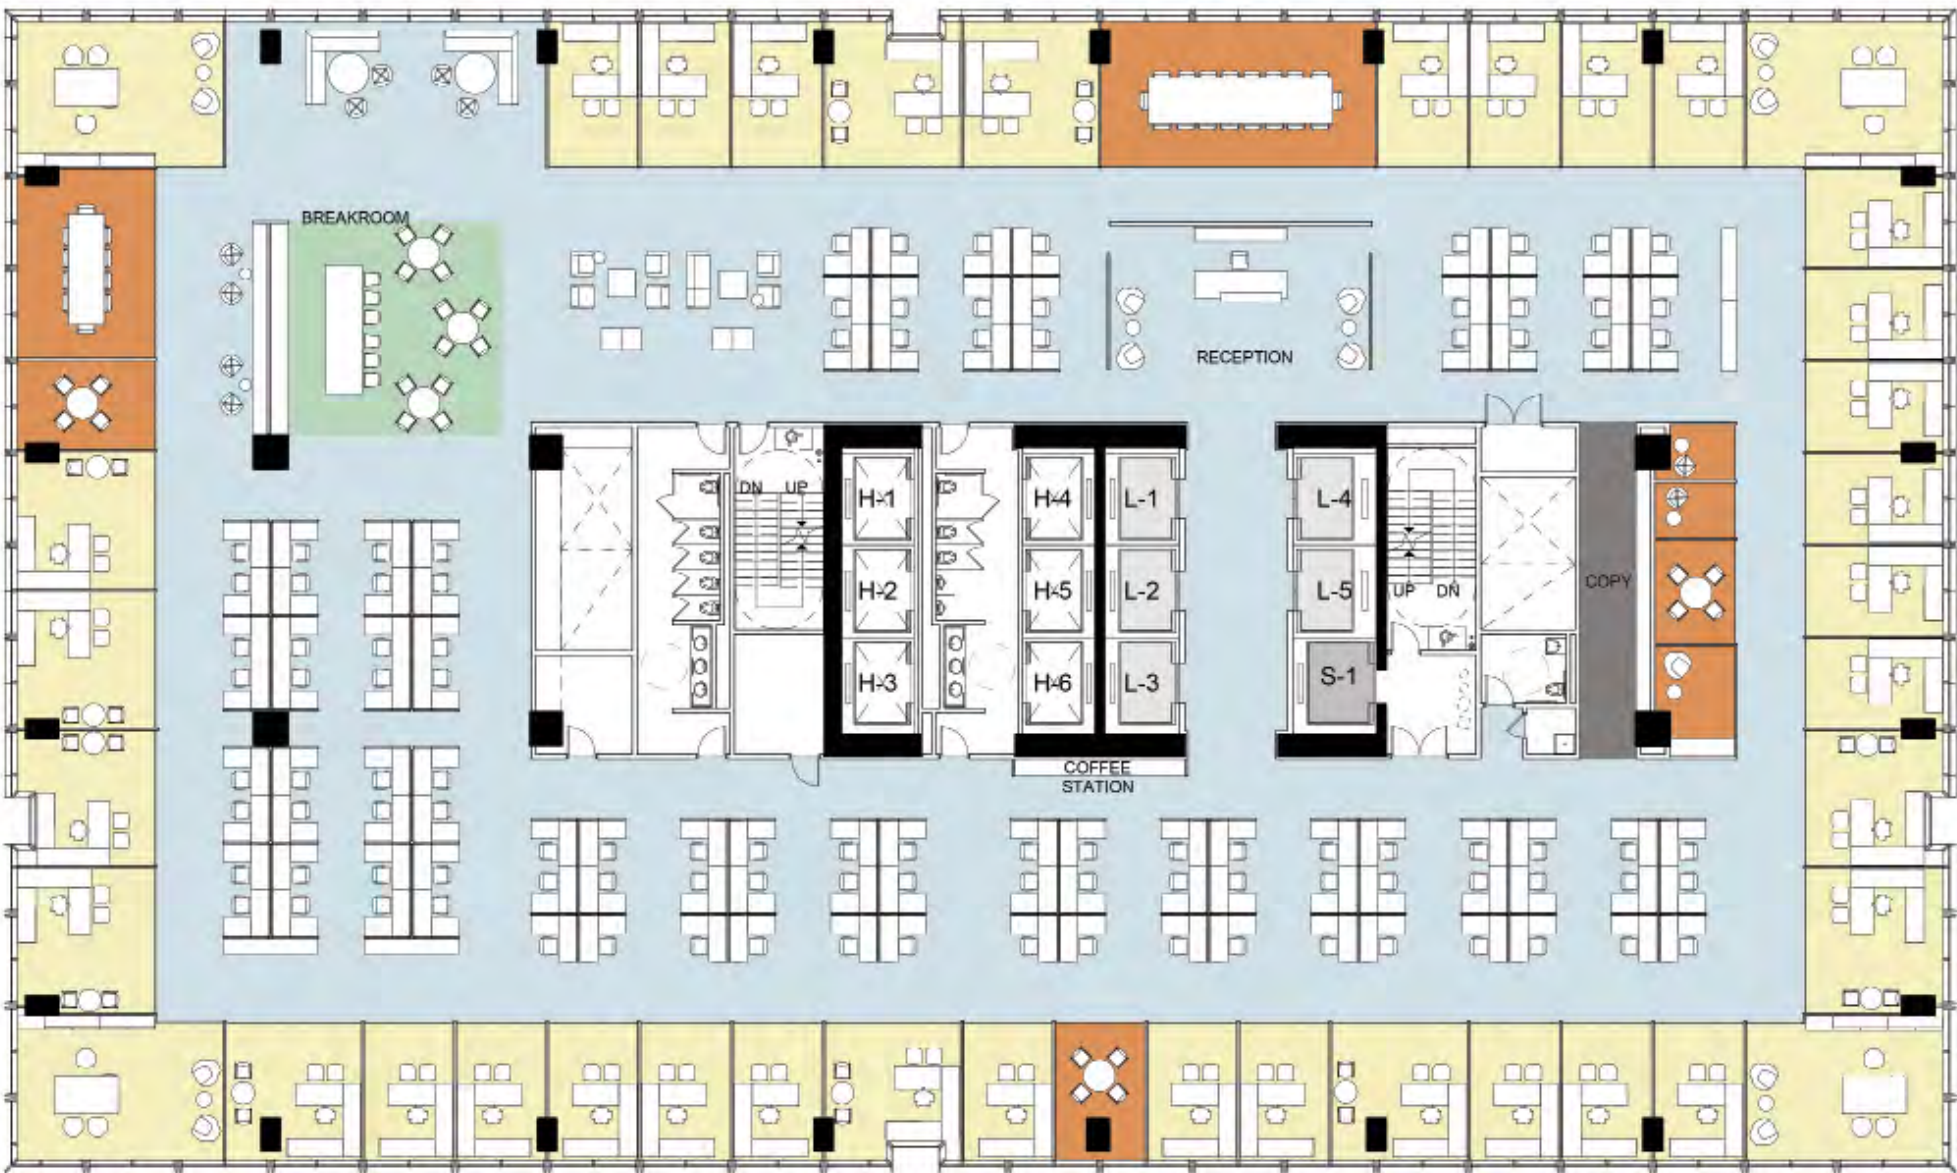 BREAKROOM
RECEPTION
DN UP
H-1
H-4
L-1
L-4
H-2
H-5
L-2
L-5
COPY
UP DN
H-3
H-6
L-3
S-1
COFFEE
STATION